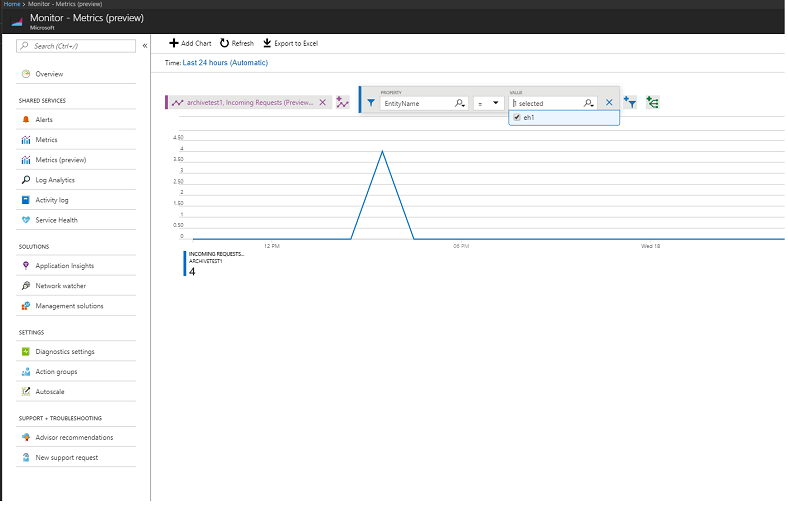 Home > Monitor - Metrics (preview)
Monitor - Metrics (preview)
Microsoft
Search (Ctrl+/)
«
Overview
SHARED SERVICES
Alerts
Metrics
Metrics (preview)
Log Analytics
Activity log
Service Health
SOLUTIONS
Application Insights
Network watcher
Management solutions
SETTINGS
Diagnostics settings
Action groups
Autoscale
SUPPORT + TROUBLESHOOTING
Advisor recommendations
New support request
Add Chart Refresh Export to Excel
Time: Last 24 hours (Automatic)
archivetest1, Incoming Requests (Preview...
PROPERTY VALUE
EntityName = 1 selected
eh1
4.50
4
3.50
3
2.50
2
1.50
1
0.50
0
12 PM 06 PM Wed 18
INCOMING REQUESTS...
ARCHIVETEST1
4